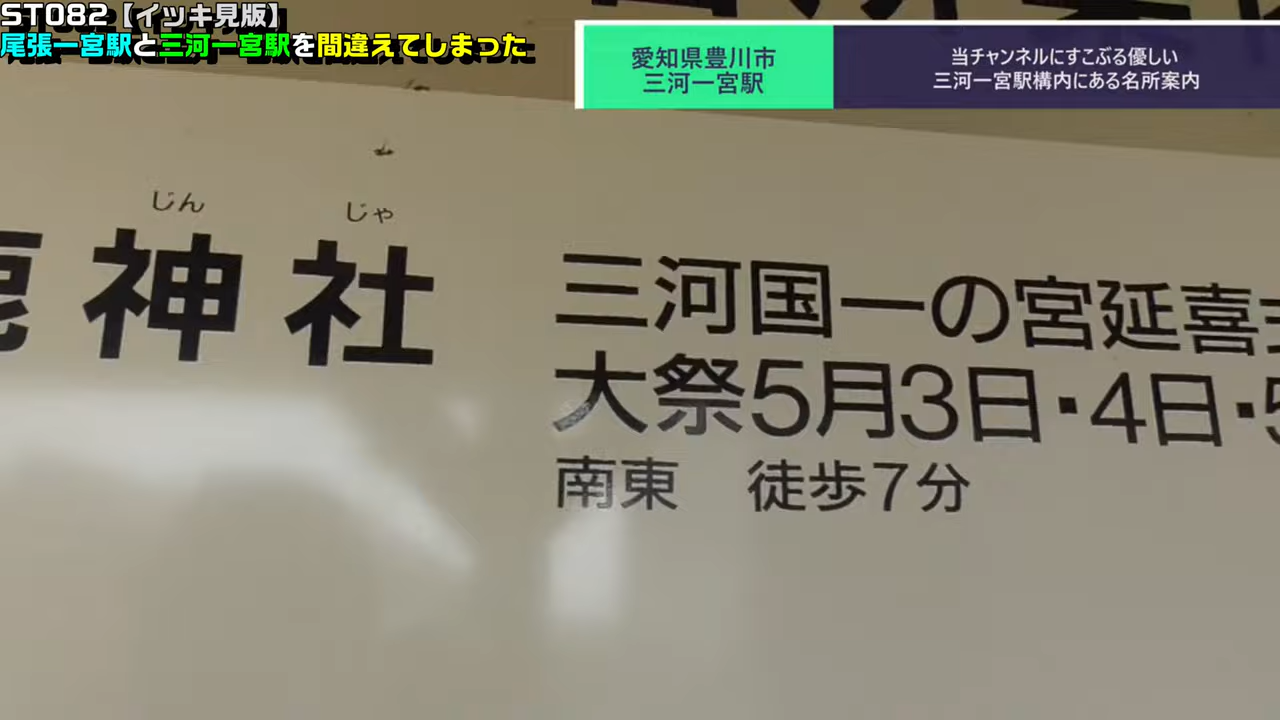 ST082【イッキ見版】
尾張一宮駅と三河一宮駅を間違えてしまった
愛知県豊川市
三河一宮駅
当チャンネルにすこぶる優しい
三河一宮駅構内にある名所案内
じん じゃ
鹿神社
三河国一の宮延喜式
大祭5月3日・4日・5
南東 徒歩7分